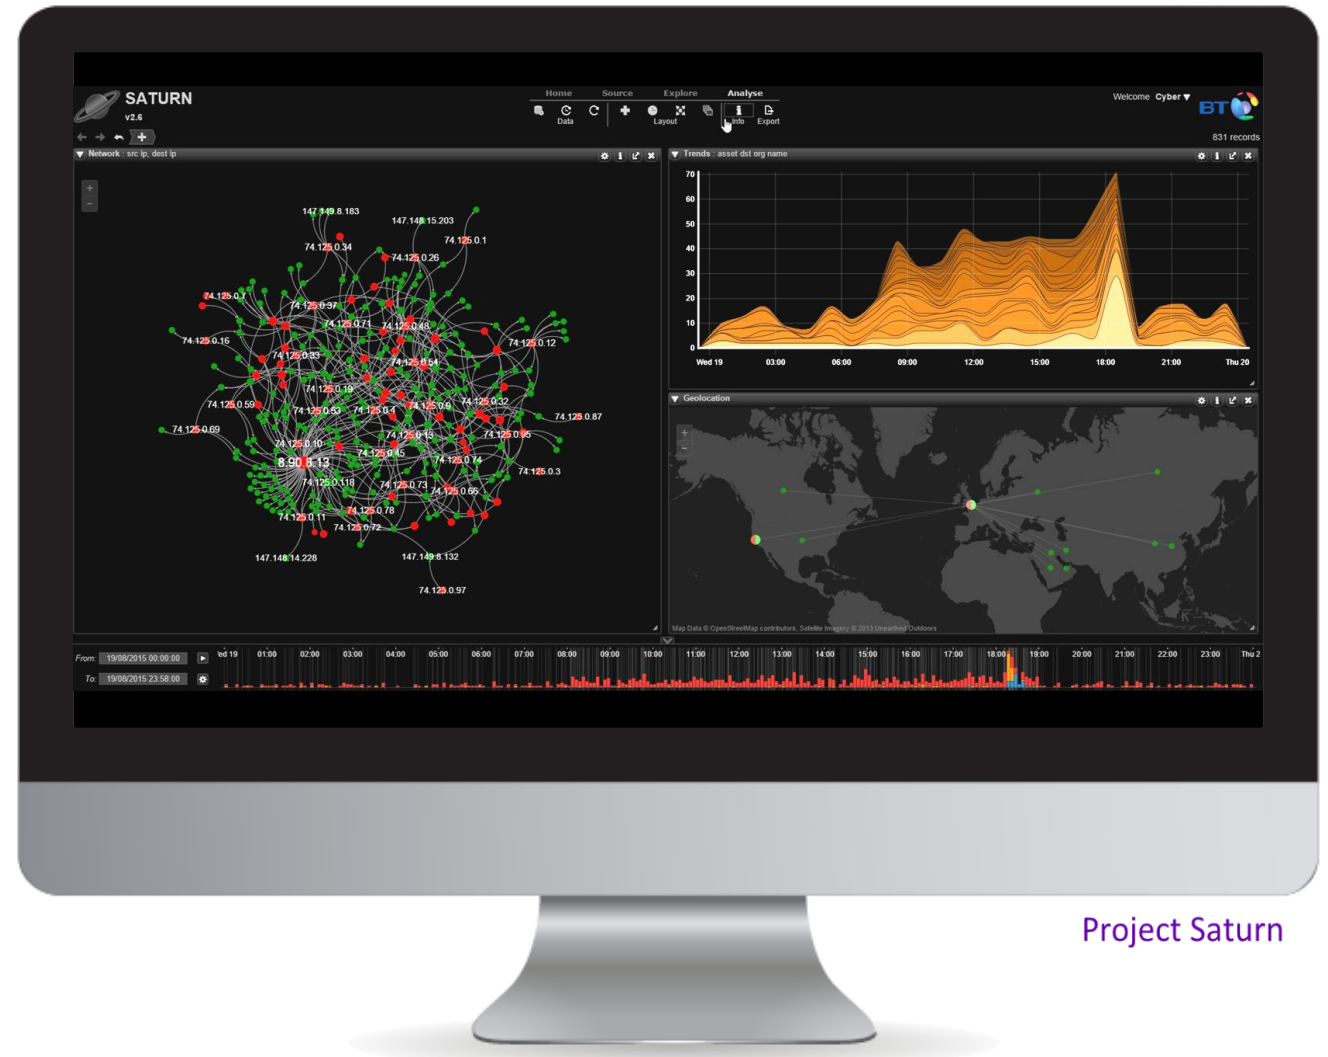 SATURN
v2.6
Home Source Explore Analyse
Data Layout Info Export
Welcome Cyber ▼
BT
831 records
Network : src ip, dest ip
147.149.8.183
147.148.15.203
74.125.0.34
74.125.0.1
74.125.0.26
74.125.0.7
74.125.0.37
74.125.0.71
74.125.0.48
74.125.0.16
74.125.0.12
74.125.0.33
74.125.0.54
74.125.0.19
74.125.0.59
74.125.0.53
74.125.0.4
74.125.0.9
74.125.0.32
74.125.0.87
74.125.0.69
74.125.0.13
74.125.0.95
74.125.0.10
74.125.0.45
8.90.8.13
74.125.0.74
74.125.0.3
74.125.0.118
74.125.0.73
74.125.0.66
74.125.0.11
74.125.0.78
74.125.0.72
147.148.14.228
147.149.8.132
74.125.0.97
Trends : asset dst org name
70
60
50
40
30
20
10
0
Wed 19 03:00 06:00 09:00 12:00 15:00 18:00 21:00 Thu 20
Geolocation
Map Data © OpenStreetMap contributors, Satellite Imagery © 2013 Unearthed Outdoors
From: 19/08/2015 00:00:00
To: 19/08/2015 23:58:00
ed 19 01:00 02:00 03:00 04:00 05:00 06:00 07:00 08:00 09:00 10:00 11:00 12:00 13:00 14:00 15:00 16:00 17:00 18:00 19:00 20:00 21:00 22:00 23:00 Thu 2
Project Saturn